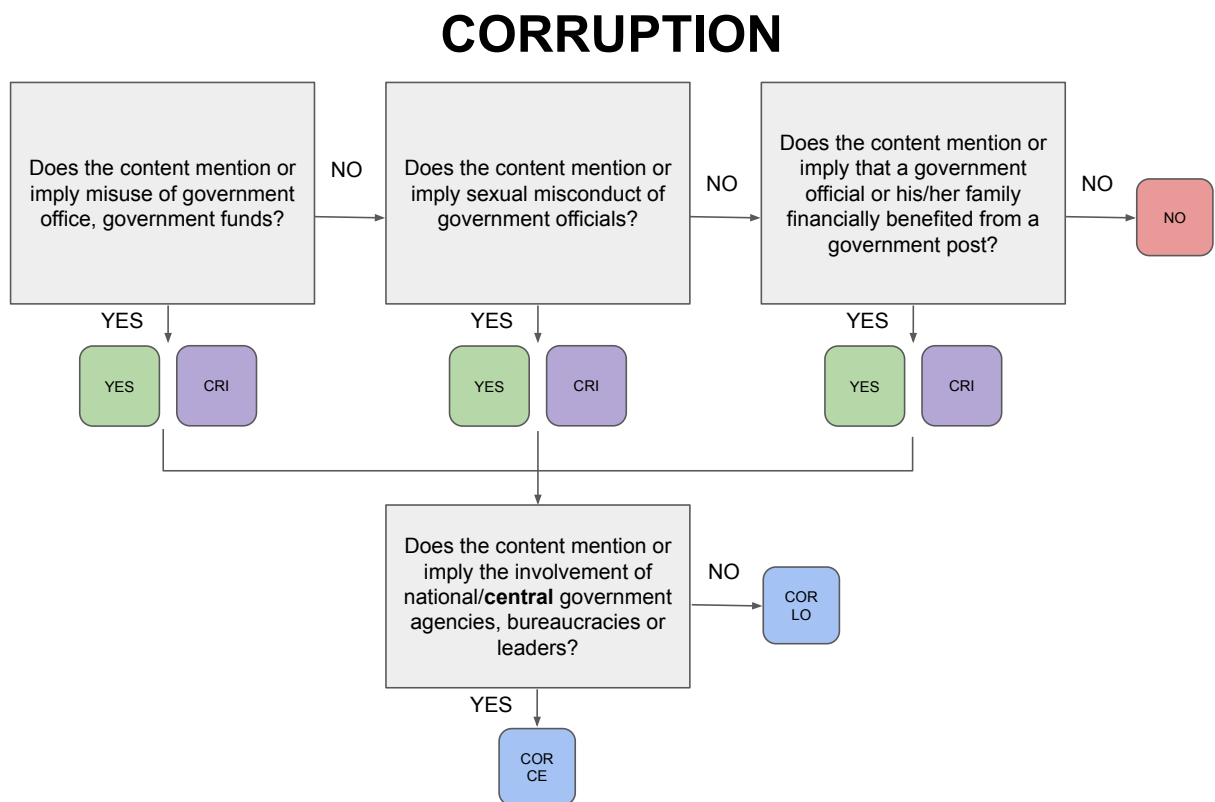 CORRUPTION
Does the content mention or
imply misuse of government
office, government funds?
NO
Does the content mention or
imply sexual misconduct of
government officials?
NO
Does the content mention or
imply that a government
official or his/her family
financially benefited from a
government post?
NO
NO
YES
YES
YES
YES
CRI
YES
CRI
YES
CRI
Does the content mention or
imply the involvement of
national/central government
agencies, bureaucracies or
leaders?
NO
COR
LO
YES
COR
CE